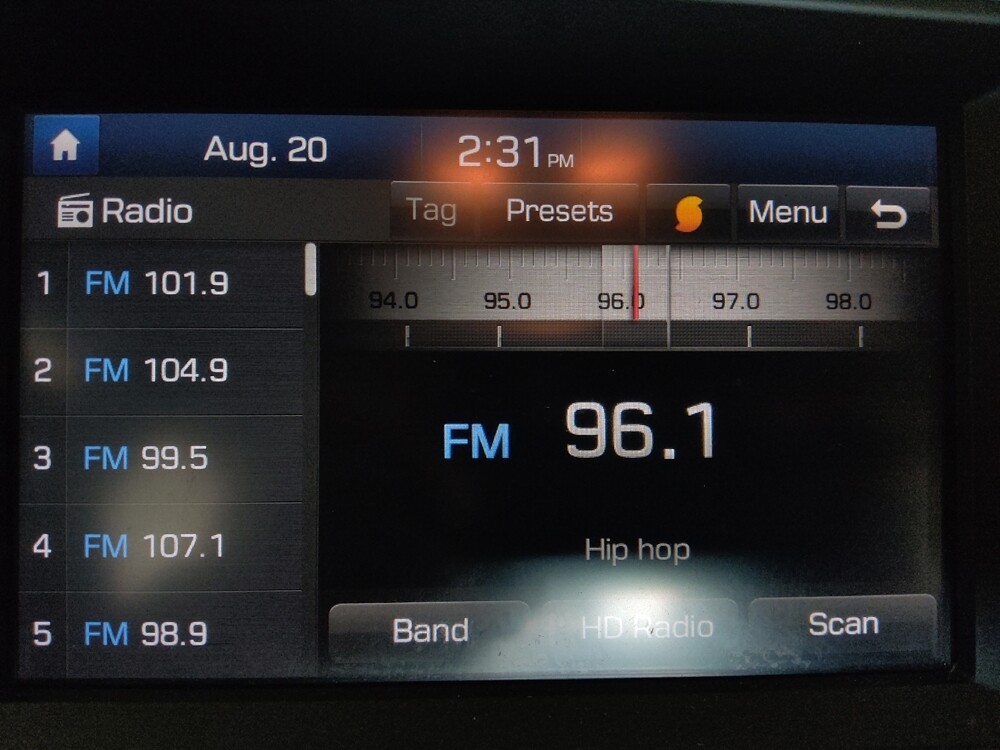 Aug. 20 2:31 PM
Radio Tag Presets Menu
1 FM 101.9
2 FM 104.9
3 FM 99.5
4 FM 107.1
5 FM 98.9
94.0 95.0 96.0 97.0 98.0
FM 96.1
Hip hop
Band HD Radio Scan